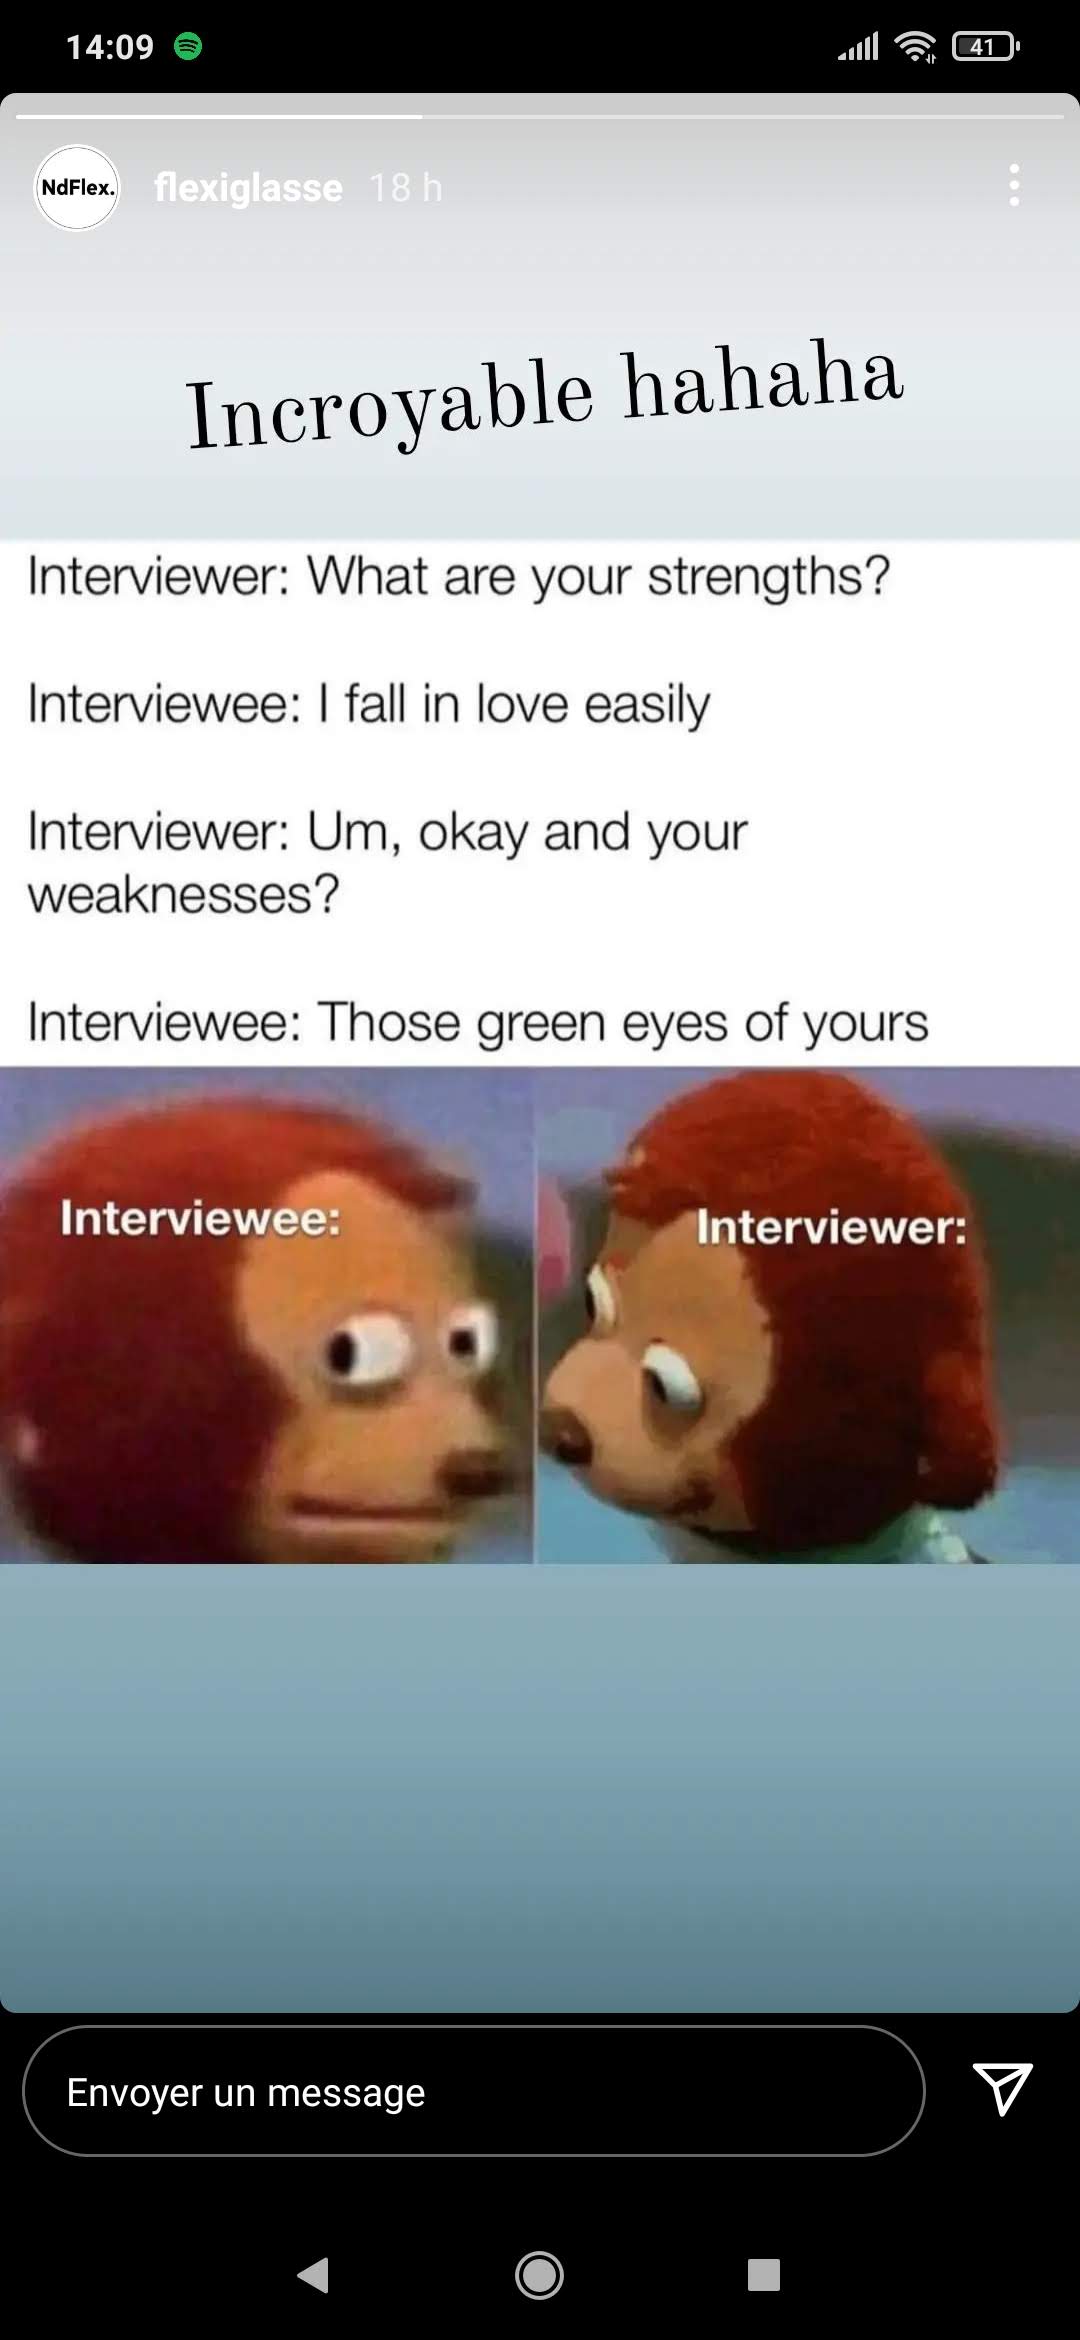 14:09
41
NdFlex.
flexiglasse 18 h
Incroyable hahaha
Interviewer: What are your strengths?
Interviewee: I fall in love easily
Interviewer: Um, okay and your
weaknesses?
Interviewee: Those green eyes of yours
Interviewee:
Interviewer:
Envoyer un message